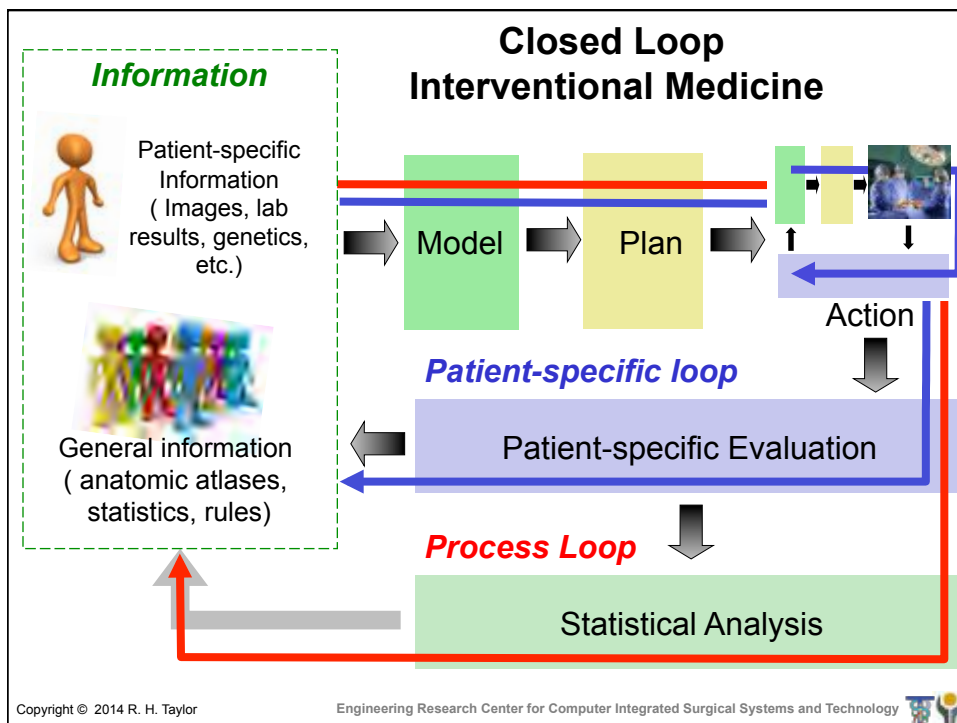 Closed Loop
Interventional Medicine
Information
Patient-specific
Information
( Images, lab
results, genetics,
etc.)
Model
Plan
Action
Patient-specific loop
Patient-specific Evaluation
General information
( anatomic atlases,
statistics, rules)
Process Loop
Statistical Analysis
Copyright © 2014 R. H. Taylor
Engineering Research Center for Computer Integrated Surgical Systems and Technology